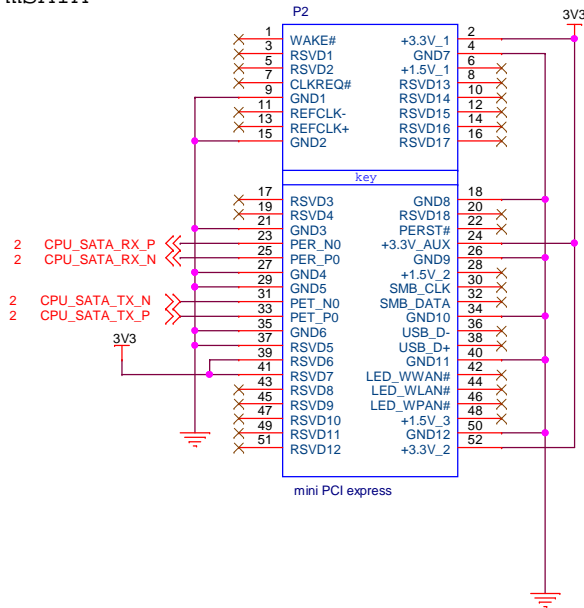 P2
3V3
1 WAKE# +3.3V_1 2
3 RSVD1 GND7 4
5 RSVD2 +1.5V_1 6
7 CLKREQ# RSVD13 8
9 GND1 RSVD14 10
11 REFCLK- RSVD15 12
13 REFCLK+ RSVD16 14
15 GND2 RSVD17 16
key
17 RSVD3 GND8 18
19 RSVD4 RSVD18 20
21 GND3 PERST# 22
2 CPU_SATA_RX_P 23 PER_N0 +3.3V_AUX 24
2 CPU_SATA_RX_N 25 PER_P0 GND9 26
27 GND4 +1.5V_2 28
29 GND5 SMB_CLK 30
2 CPU_SATA_TX_N 31 PET_N0 SMB_DATA 32
2 CPU_SATA_TX_P 33 PET_P0 GND10 34
35 GND6 USB_D- 36
3V3 37 RSVD5 USB_D+ 38
39 RSVD6 GND11 40
41 RSVD7 LED_WWAN# 42
43 RSVD8 LED_WLAN# 44
45 RSVD9 LED_WPAN# 46
47 RSVD10 +1.5V_3 48
49 RSVD11 GND12 50
51 RSVD12 +3.3V_2 52
mini PCI express